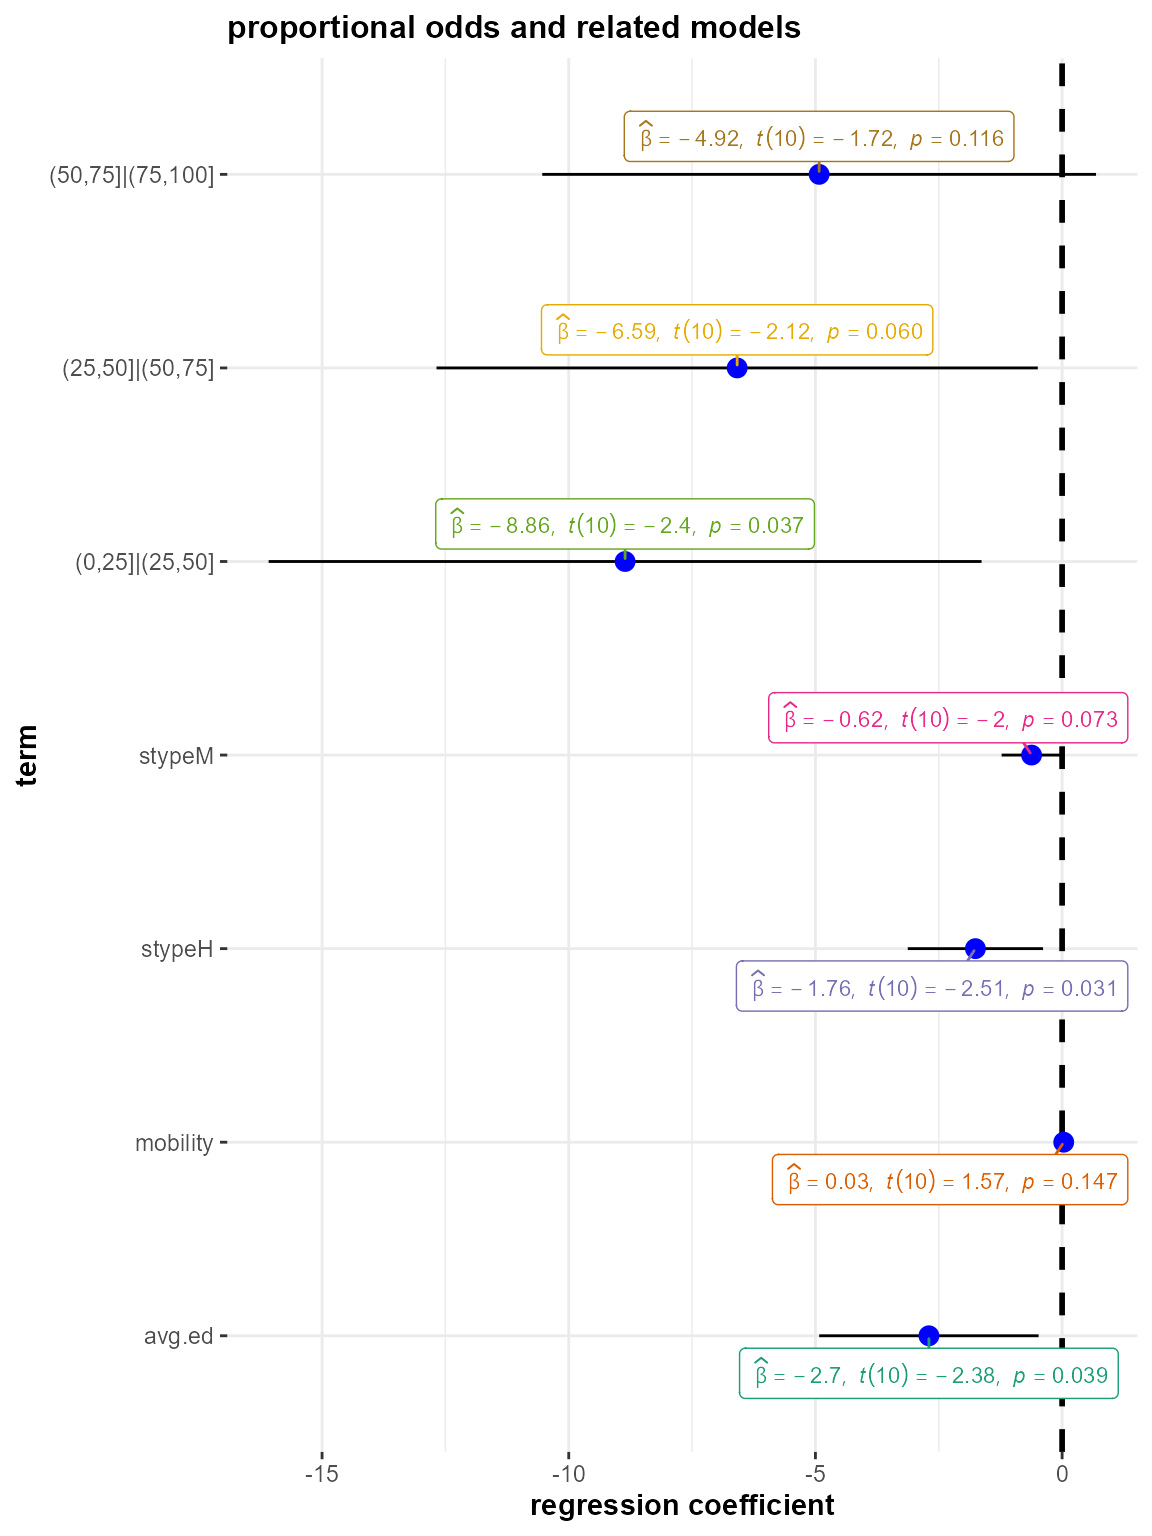 proportional odds and related models
β̂ = −4.92, t(10) = −1.72, p = 0.116
(50,75]|(75,100]
β̂ = −6.59, t(10) = −2.12, p = 0.060
(25,50]|(50,75]
β̂ = −8.86, t(10) = −2.4, p = 0.037
(0,25]|(25,50]
β̂ = −0.62, t(10) = −2, p = 0.073
term
stypeM
stypeH
β̂ = −1.76, t(10) = −2.51, p = 0.031
mobility
β̂ = 0.03, t(10) = 1.57, p = 0.147
avg.ed
β̂ = −2.7, t(10) = −2.38, p = 0.039
-15 -10 -5 0
regression coefficient